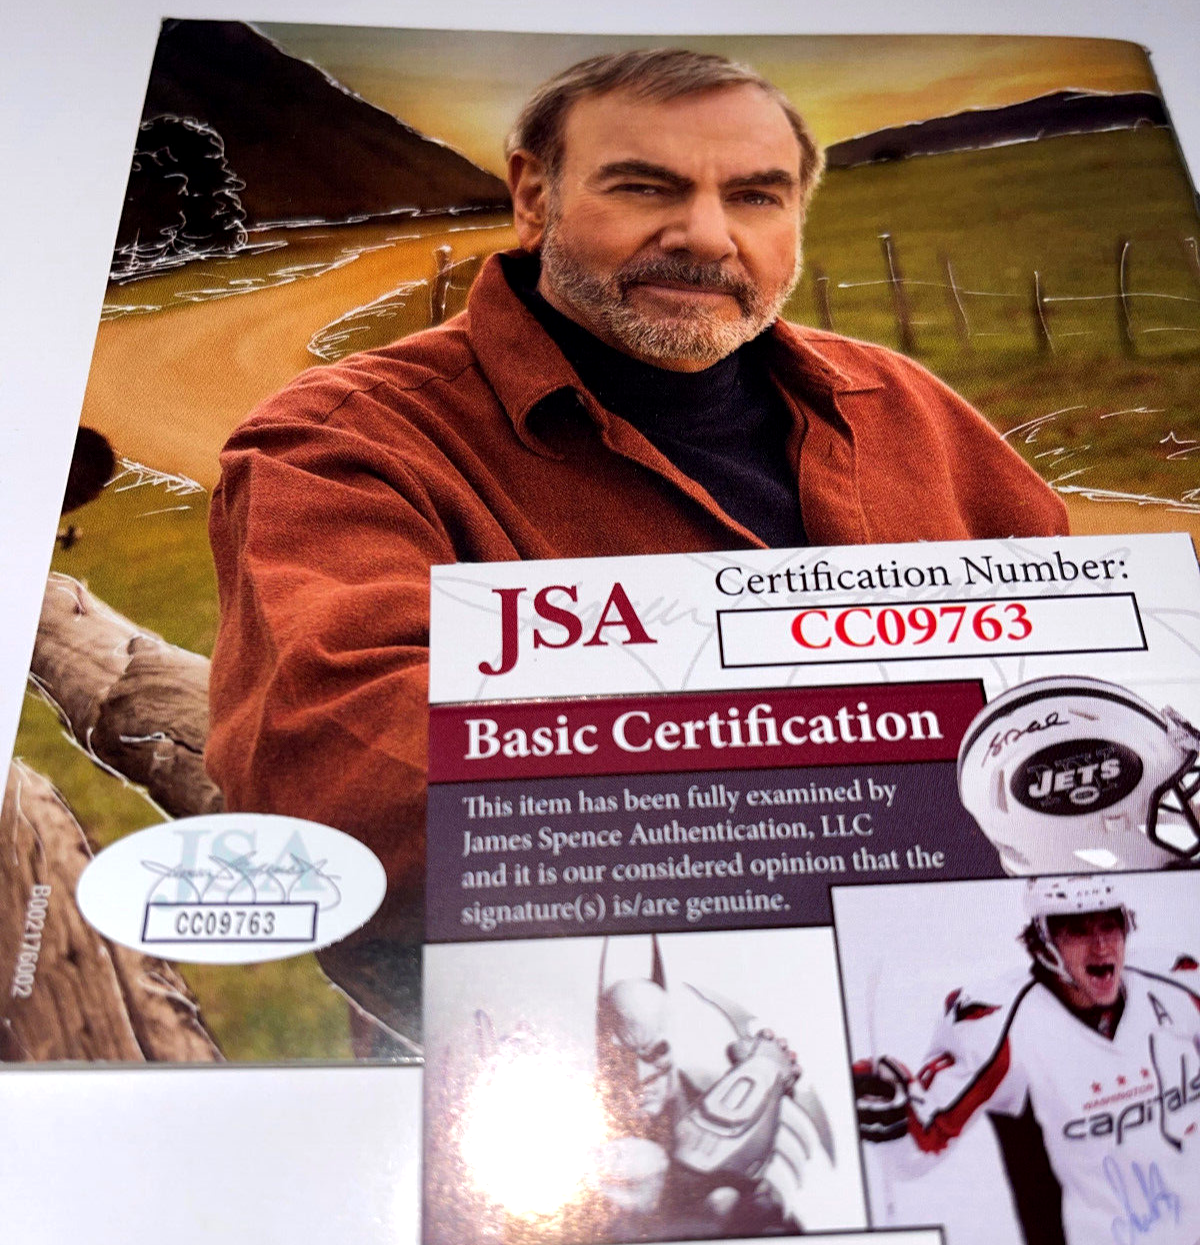 JSA
Certification Number:
CC09763
Basic Certification
This item has been fully examined by
James Spence Authentication, LLC
and it is our considered opinion that the
signature(s) is/are genuine.
JETS
JSA
CC09763
B002176002
A
WASHINGTON
capitals